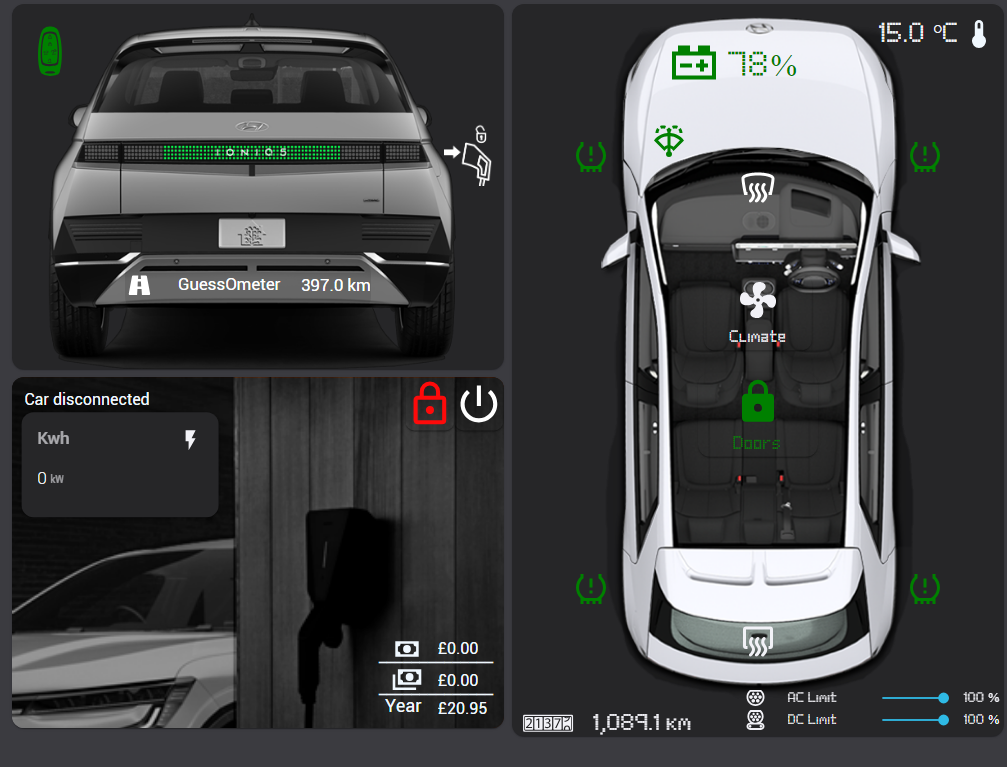 IONIQ 5
GuessOmeter 397.0 km
Car disconnected
Kwh
0 kW
£0.00
£0.00
Year £20.95
15.0 °C
78%
Climate
Doors
AC Limit 100 %
DC Limit 100 %
1,089.1 km